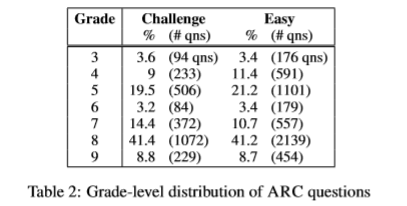 Grade Challenge Easy
% (# qns) % (# qns)
3 3.6 (94 qns) 3.4 (176 qns)
4 9 (233) 11.4 (591)
5 19.5 (506) 21.2 (1101)
6 3.2 (84) 3.4 (179)
7 14.4 (372) 10.7 (557)
8 41.4 (1072) 41.2 (2139)
9 8.8 (229) 8.7 (454)
Table 2: Grade-level distribution of ARC questions